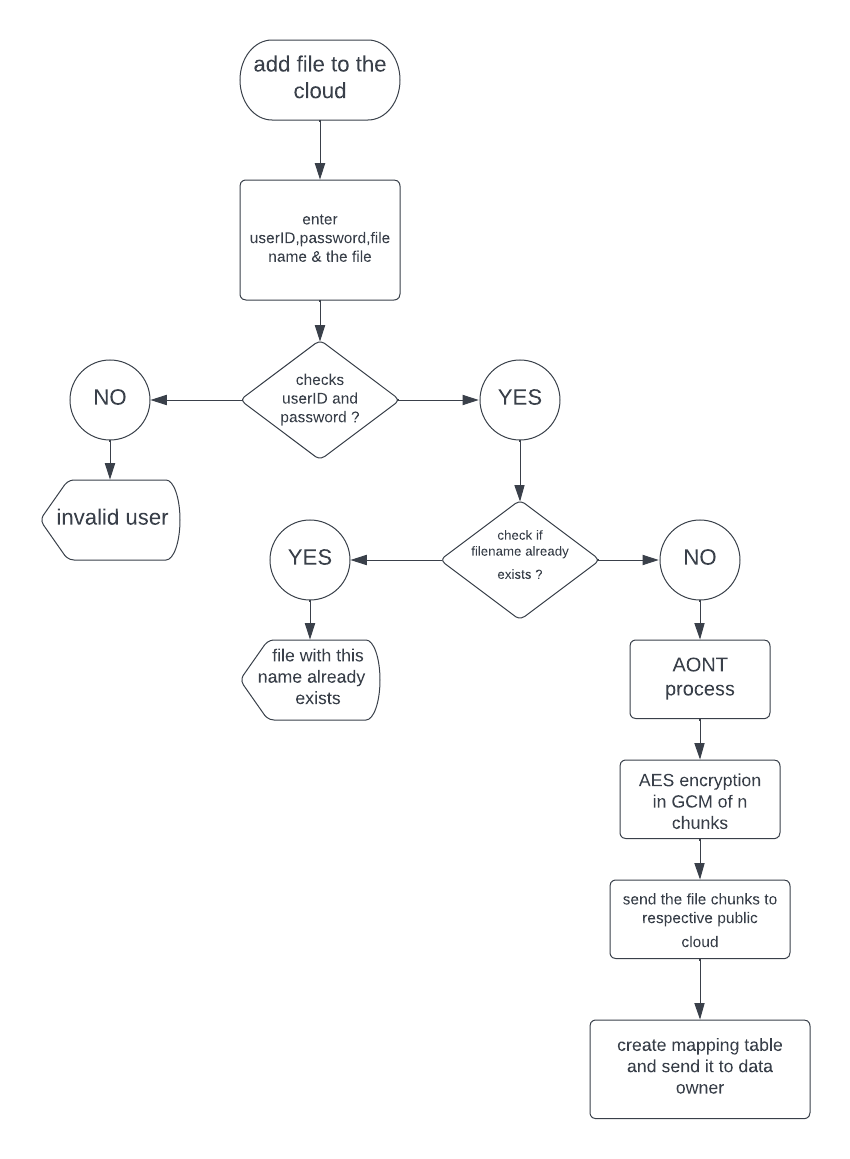 add file to the
cloud
enter
userID,password,file
name & the file
checks
userID and
password ?
NO
YES
invalid user
check if
filename already
exists ?
YES
NO
file with this
name already
exists
AONT
process
AES encryption
in GCM of n
chunks
send the file chunks to
respective public
cloud
create mapping table
and send it to data
owner